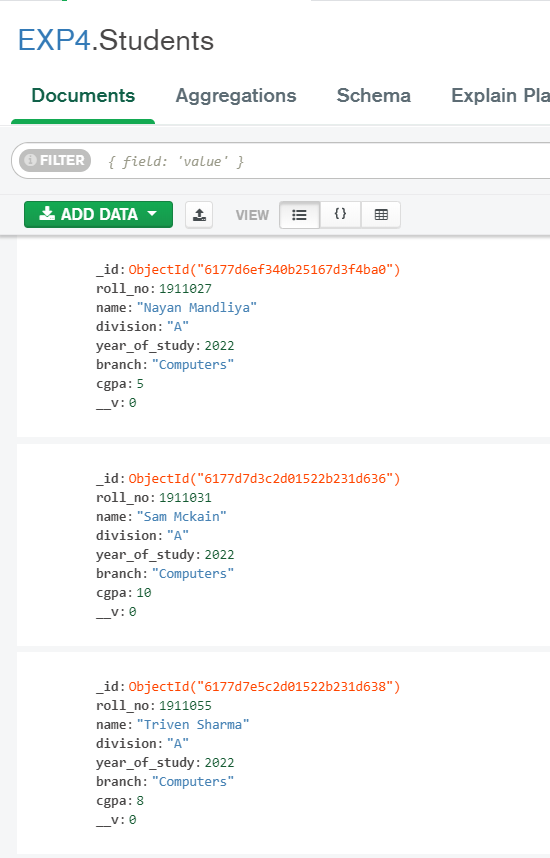 EXP4.Students
Documents Aggregations Schema Explain Pla
FILTER { field: 'value' }
ADD DATA VIEW {}
_id: ObjectId("6177d6ef340b25167d3f4ba0")
roll_no: 1911027
name: "Nayan Mandliya"
division: "A"
year_of_study: 2022
branch: "Computers"
cgpa: 5
__v: 0
_id: ObjectId("6177d7d3c2d01522b231d636")
roll_no: 1911031
name: "Sam Mckain"
division: "A"
year_of_study: 2022
branch: "Computers"
cgpa: 10
__v: 0
_id: ObjectId("6177d7e5c2d01522b231d638")
roll_no: 1911055
name: "Triven Sharma"
division: "A"
year_of_study: 2022
branch: "Computers"
cgpa: 8
__v: 0